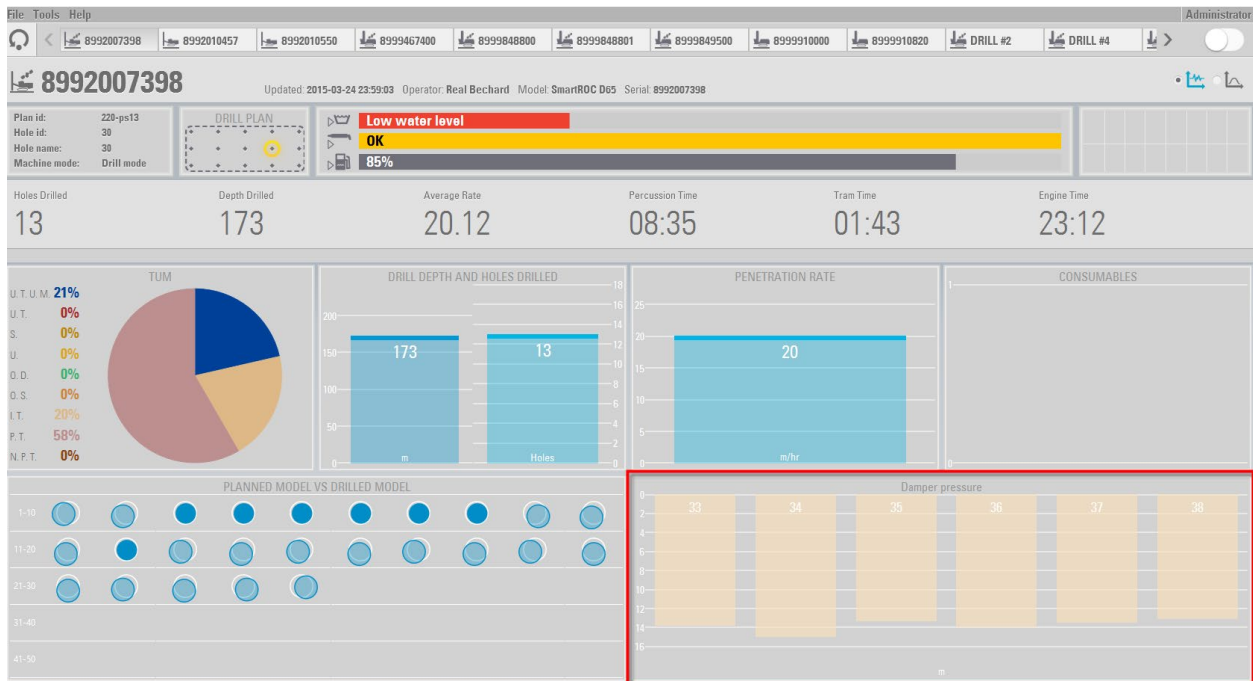 File Tools Help Administrator
8992007398 8992010457 8992010550 8999467400 8999848800 8999848801 8999849500 8999910000 8999910820 DRILL #2 DRILL #4
8992007398 Updated: 2015-03-24 23:59:03 Operator: Real Bechard Model: SmartROC D65 Serial: 8992007398
Plan id: 220-ps13
Hole id: 30
Hole name: 30
Machine mode: Drill mode
DRILL PLAN
Low water level
OK
85%
Holes Drilled Depth Drilled Average Rate Percussion Time Tram Time Engine Time
13 173 20.12 08:35 01:43 23:12
TUM
U. T. U. M. 21%
U. T. 0%
S. 0%
U. 0%
O. D. 0%
O. S. 0%
I. T. 20%
P. T. 58%
N. P. T. 0%
DRILL DEPTH AND HOLES DRILLED
200
150
100
50
0
173
m
13
Holes
18
16
14
12
10
8
6
4
2
0
PENETRATION RATE
25
20
15
10
5
0
20
m/hr
CONSUMABLES
1
0
PLANNED MODEL VS DRILLED MODEL
1-10
11-20
21-30
31-40
41-50
Damper pressure
0
2
4
6
8
10
12
14
16
33 34 35 36 37 38
m